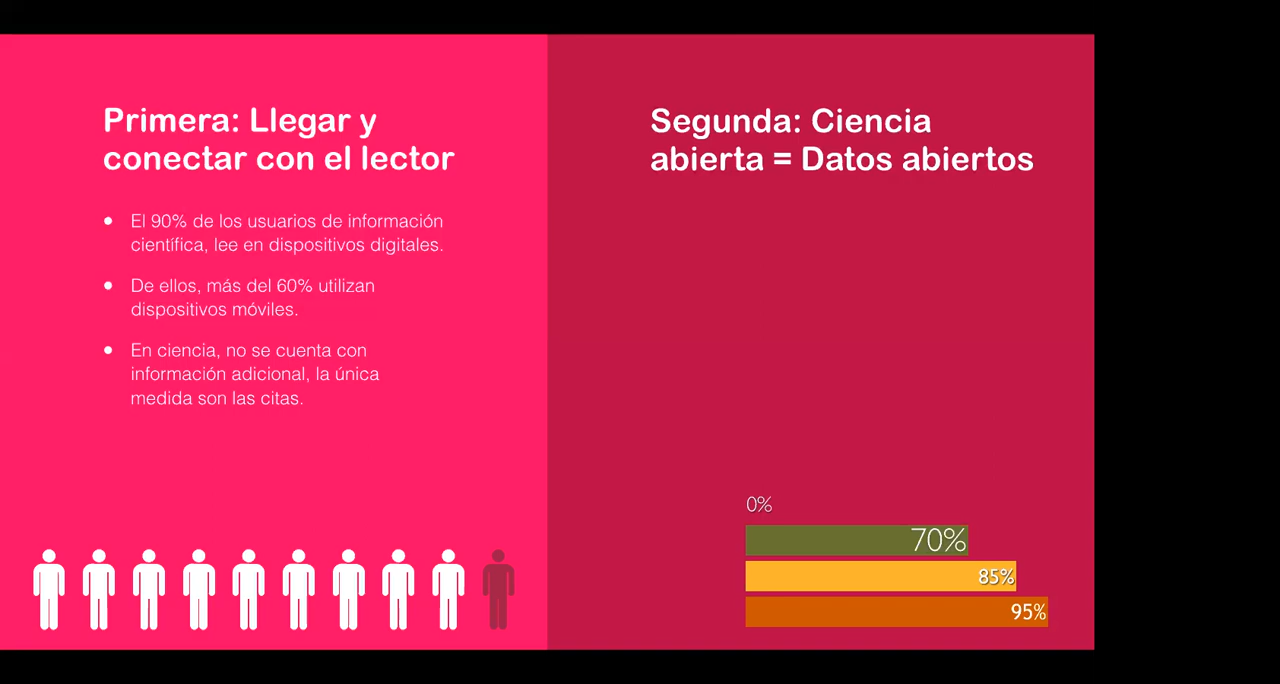 Primera: Llegar y
conectar con el lector
El 90% de los usuarios de información
científica, lee en dispositivos digitales.
De ellos, más del 60% utilizan
dispositivos móviles.
En ciencia, no se cuenta con
información adicional, la única
medida son las citas.
Segunda: Ciencia
abierta = Datos abiertos
0%
70%
85%
95%